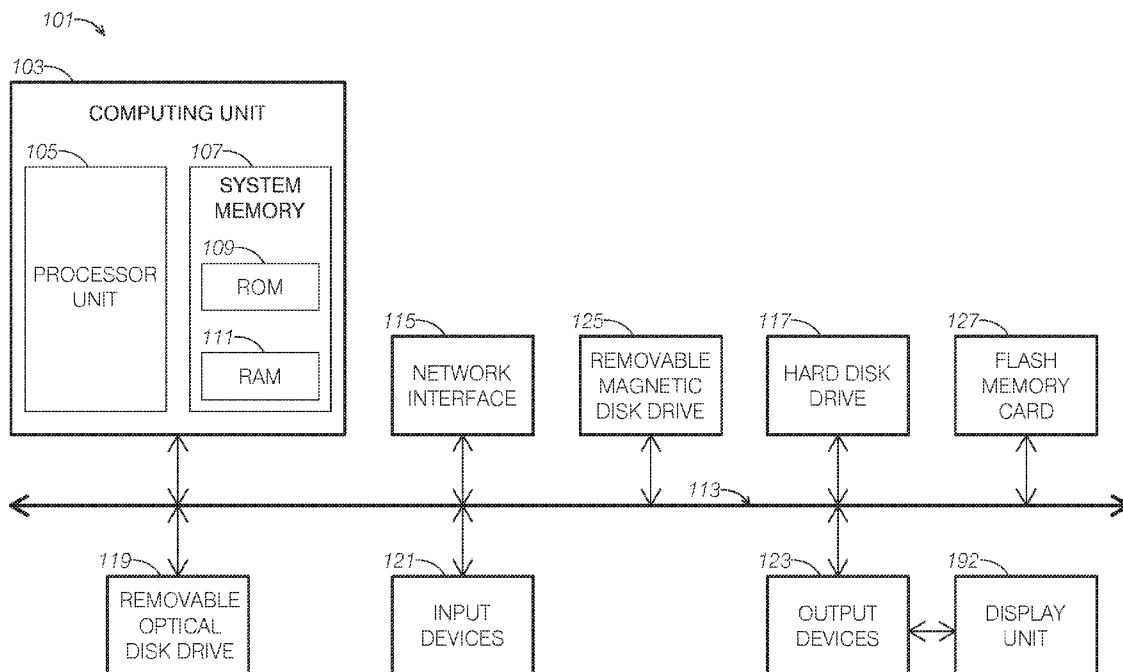 101
103
COMPUTING UNIT
105
107
SYSTEM
MEMORY
PROCESSOR
UNIT
109
ROM
111
RAM
115
NETWORK
INTERFACE
125
REMOVABLE
MAGNETIC
DISK DRIVE
117
HARD DISK
DRIVE
127
FLASH
MEMORY
CARD
113
119
REMOVABLE
OPTICAL
DISK DRIVE
121
INPUT
DEVICES
123
OUTPUT
DEVICES
192
DISPLAY
UNIT